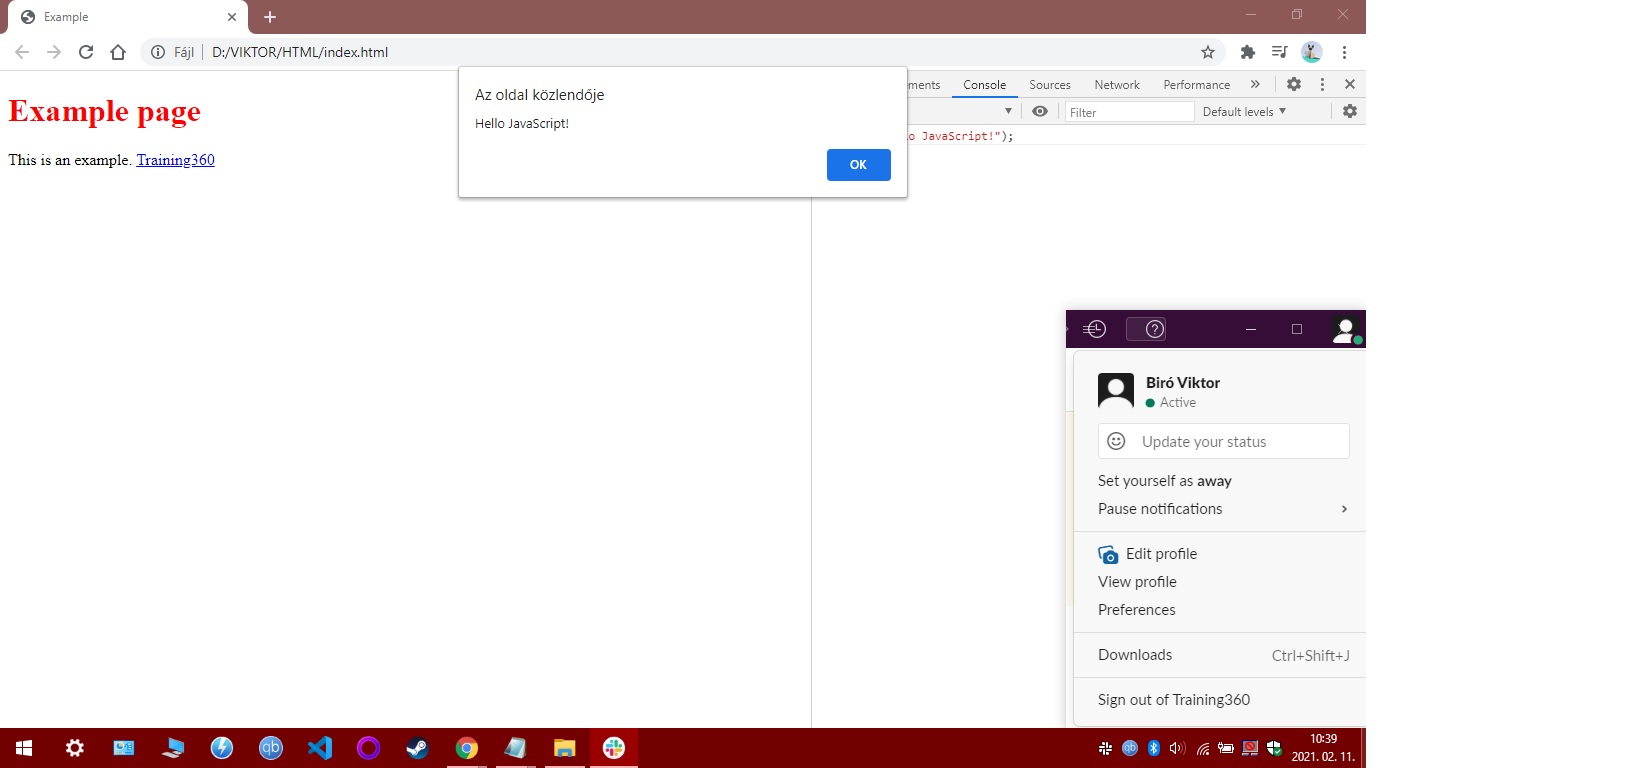 Example
Fájl
D:/VIKTOR/HTML/index.html
Example page
This is an example. Training360
Az oldal közlendője
Hello JavaScript!
OK
ments Console Sources Network Performance
Filter Default levels
o JavaScript!");
Biró Viktor
Active
Update your status
Set yourself as away
Pause notifications
Edit profile
View profile
Preferences
Downloads Ctrl+Shift+J
Sign out of Training360
qb
qb
10:39
2021. 02. 11.